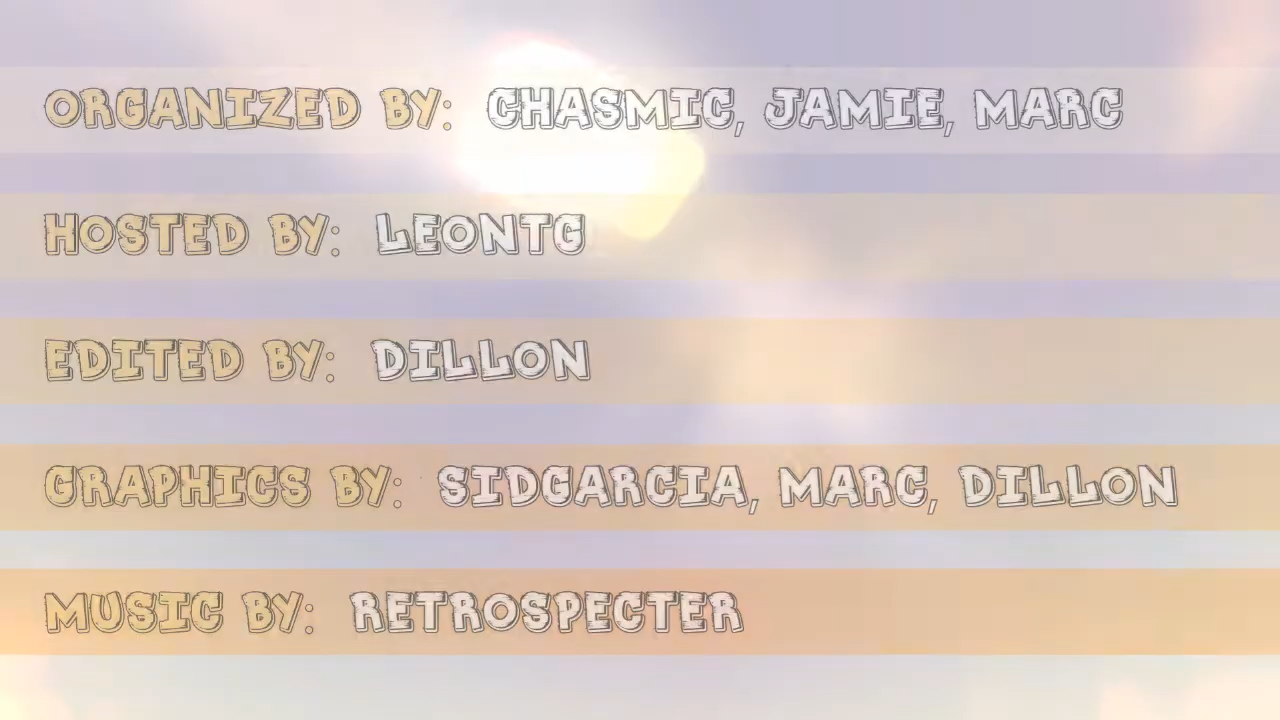 ORGANIZED BY: CHASMIC, JAMIE, MARC
HOSTED BY: LEONTG
EDITED BY: DILLON
GRAPHICS BY: SIDGARCIA, MARC, DILLON
MUSIC BY: RETROSPECTER